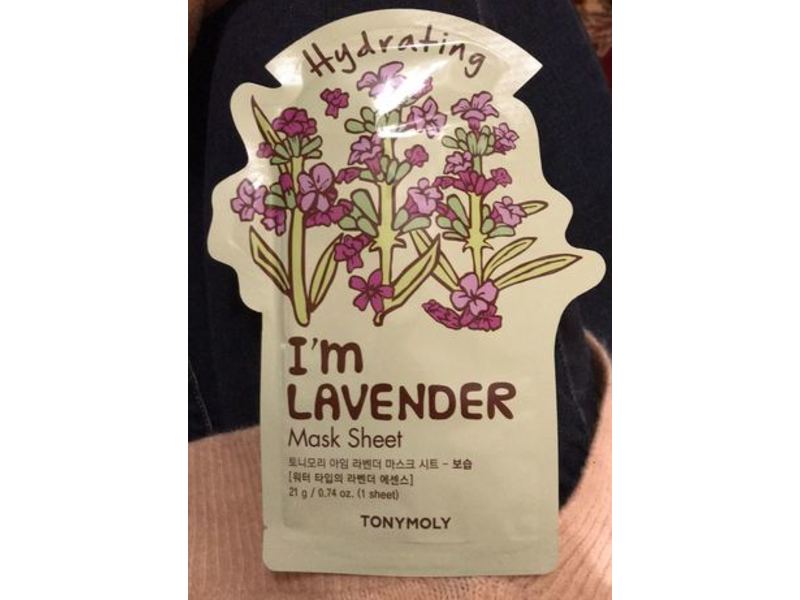 Hydrating
I'm
LAVENDER
Mask Sheet
토니모리 아임 라벤더 마스크 시트 - 보습
[워터 타입의 라벤더 에센스]
21 g / 0.74 oz. (1 sheet)
TONYMOLY